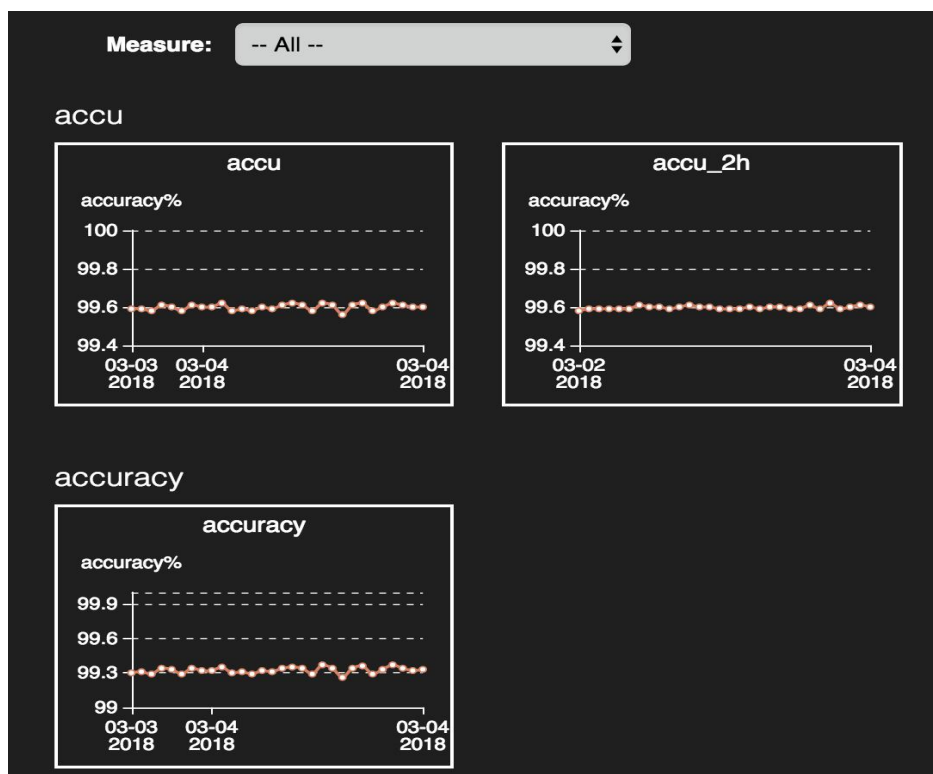 Measure: -- All --
accu
accu
accuracy%
100
99.8
99.6
99.4
03-03 03-04 03-04
2018 2018 2018
accu_2h
accuracy%
100
99.8
99.6
99.4
03-02 03-04
2018 2018
accuracy
accuracy
accuracy%
99.9
99.6
99.3
99
03-03 03-04 03-04
2018 2018 2018